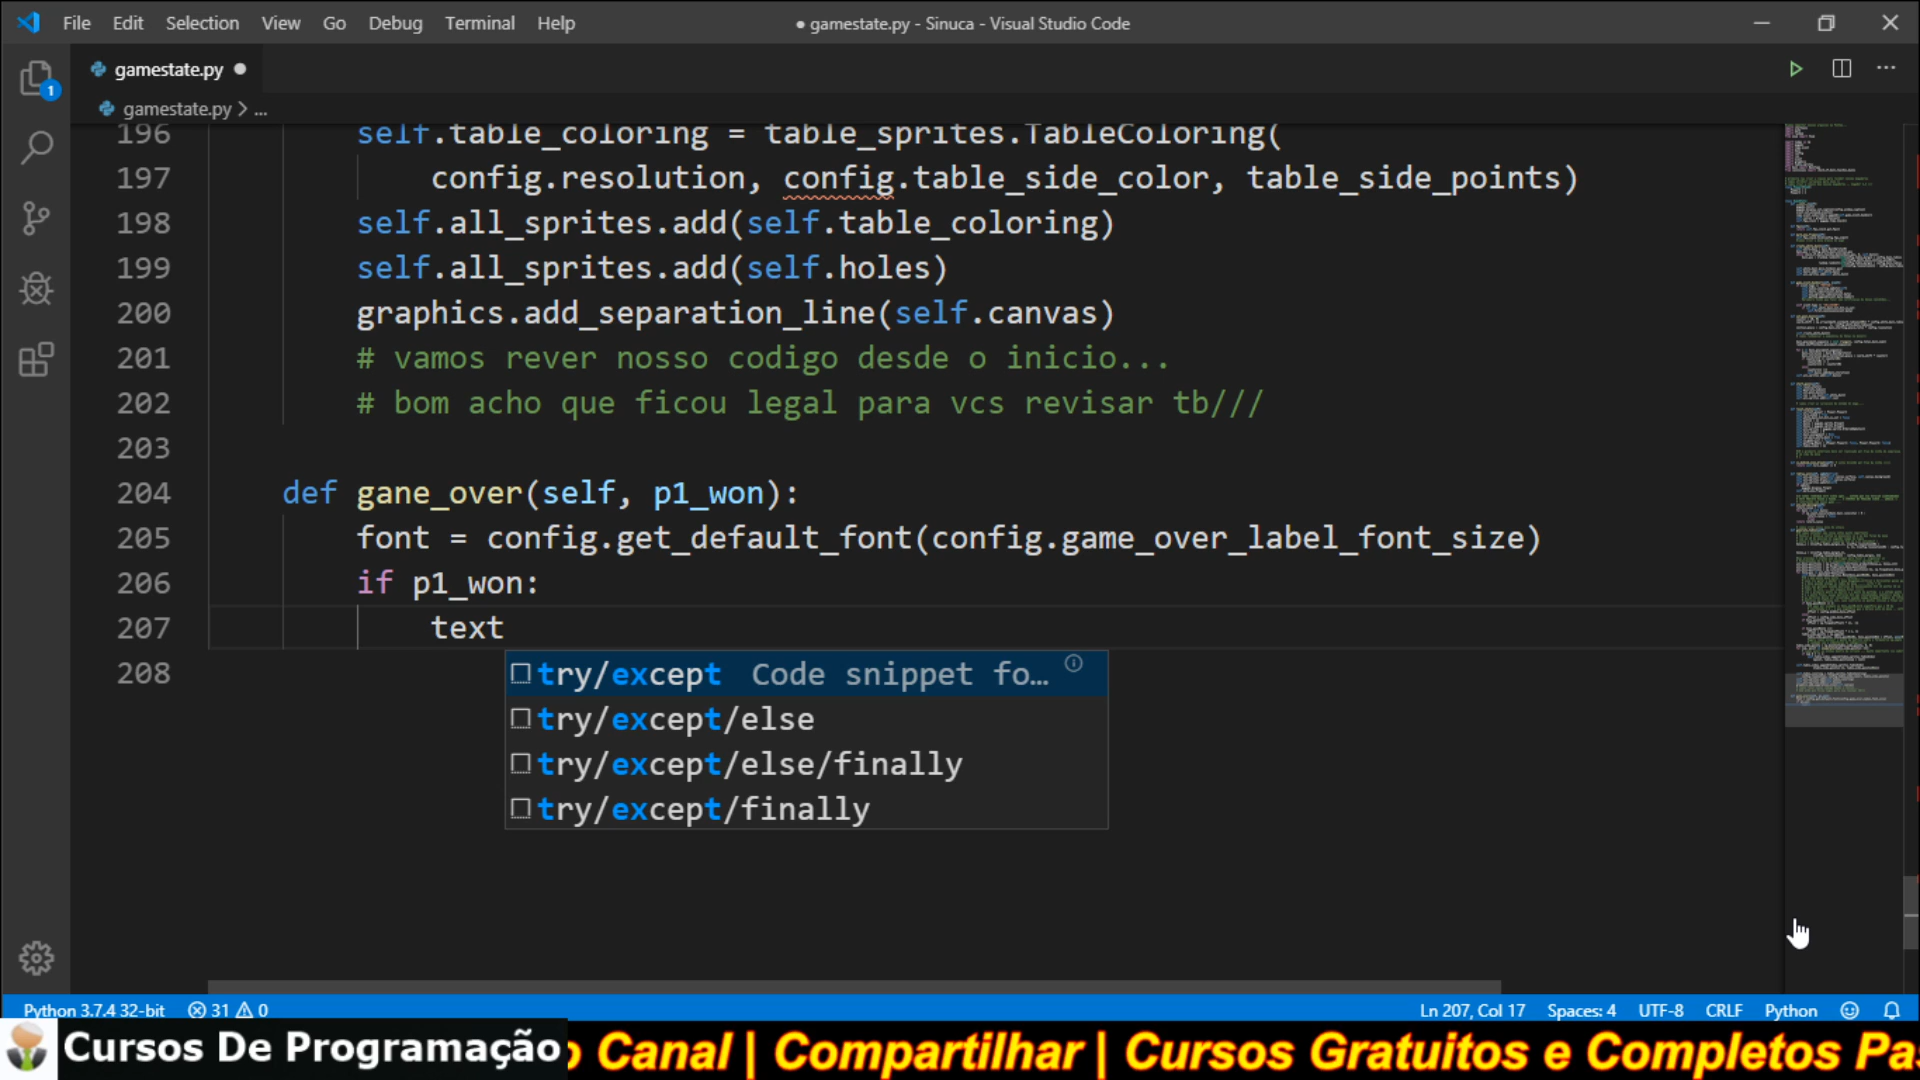 File Edit Selection View Go Debug Terminal Help ● gamestate.py - Sinuca - Visual Studio Code
gamestate.py ●
1
gamestate.py > ...
196 self.table_coloring = table_sprites.TableColoring(
197 config.resolution, config.table_side_color, table_side_points)
198 self.all_sprites.add(self.table_coloring)
199 self.all_sprites.add(self.holes)
200 graphics.add_separation_line(self.canvas)
201 # vamos rever nosso codigo desde o inicio...
202 # bom acho que ficou legal para vcs revisar tb///
203
204 def gane_over(self, p1_won):
205 font = config.get_default_font(config.game_over_label_font_size)
206 if p1_won:
207 text
208
try/except Code snippet fo...
try/except/else
try/except/else/finally
try/except/finally
Python 3.7.4 32-bit 31 0 Ln 207, Col 17 Spaces: 4 UTF-8 CRLF Python
Cursos De Programação o Canal | Compartilhar | Cursos Gratuitos e Completos Pas